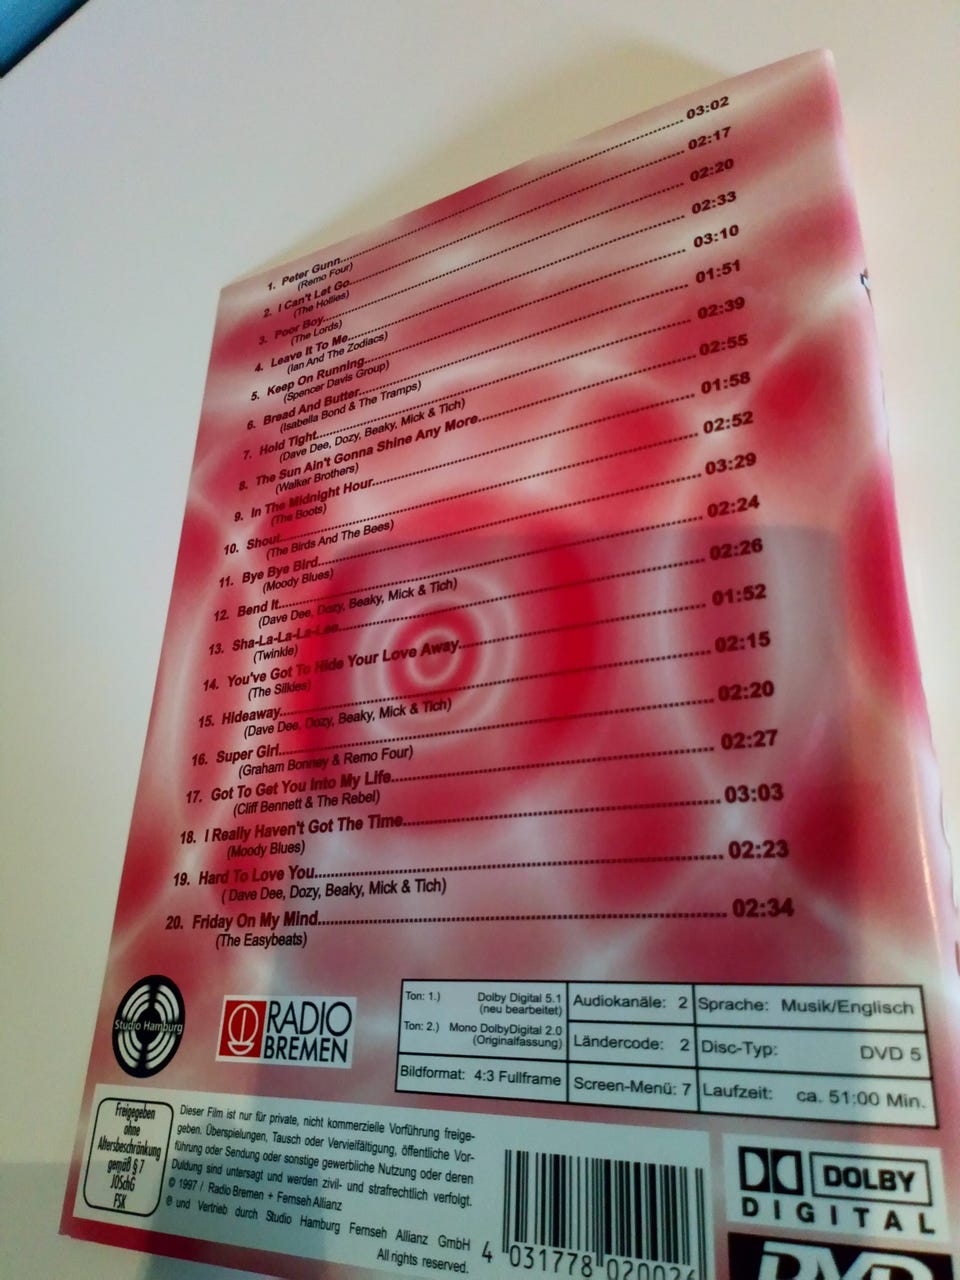 1. Peter Gunn............03:02
(Remo Four)
2. I Can't Let Go............02:17
(The Hollies)
3. Poor Boy............02:20
(The Lords)
4. Leave It To Me............02:33
(Ian And The Zodiacs)
5. Keep On Running............03:10
(Spencer Davis Group)
6. Bread And Butter............01:51
(Isabella Bond & The Tramps)
7. Hold Tight............02:39
(Dave Dee, Dozy, Beaky, Mick & Tich)
8. The Sun Ain't Gonna Shine Any More............02:55
(Walker Brothers)
9. In The Midnight Hour............01:58
(The Boots)
10. Shout............02:52
(The Birds And The Bees)
11. Bye Bye Bird............03:29
(Moody Blues)
12. Bend It............02:24
(Dave Dee, Dozy, Beaky, Mick & Tich)
13. Sha-La-La-La-Lee............02:26
(Twinkle)
14. You've Got To Hide Your Love Away............01:52
(The Silkies)
15. Hideaway............02:15
(Dave Dee, Dozy, Beaky, Mick & Tich)
16. Super Girl............02:20
(Graham Bonney & Remo Four)
17. Got To Get You Into My Life............02:27
(Cliff Bennett & The Rebel)
18. I Really Haven't Got The Time............03:03
(Moody Blues)
19. Hard To Love You............02:23
( Dave Dee, Dozy, Beaky, Mick & Tich)
20. Friday On My Mind............02:34
(The Easybeats)
Studio Hamburg
RADIO
BREMEN
Ton: 1.) Dolby Digital 5.1
(neu bearbeitet)
Ton: 2.) Mono DolbyDigital 2.0
(Originalfassung)
Bildformat: 4:3 Fullframe
Audiokanäle: 2
Ländercode: 2
Screen-Menü: 7
Sprache: Musik/Englisch
Disc-Typ: DVD 5
Laufzeit: ca. 51:00 Min.
Freigegeben
ohne
Altersbeschränkung
gemäß § 7
JÖSchG
FSK
Dieser Film ist nur für private, nicht kommerzielle Vorführung freige-
geben. Überspielungen, Tausch oder Vervielfältigung, öffentliche Vor-
führung oder Sendung oder sonstige gewerbliche Nutzung oder deren
Duldung sind untersagt und werden zivil- und strafrechtlich verfolgt.
© 1997 / Radio Bremen + Fernseh Allianz
℗ und Vertrieb durch Studio Hamburg Fernseh Allianz GmbH
All rights reserved.
4 031778 020026
DOLBY
DIGITAL
DVD